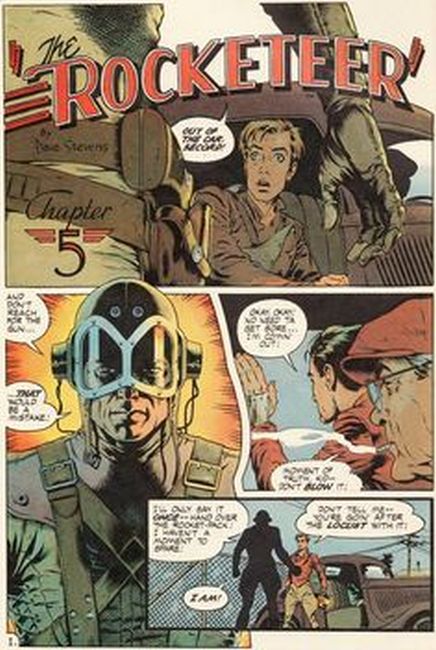 The
"ROCKETEER"
By
Dave Stevens
Chapter
5
OUT OF
THE CAR,
SECORD!
AND
DON'T
REACH
FOR THE
GUN...
...THAT
WOULD
BE A
MISTAKE!
OKAY, OKAY!
NO NEED TA
GET SORE--
I'M COMIN'
OUT!
MOMENT OF
TRUTH, KID--
DON'T BLOW IT!
I'LL ONLY SAY IT
ONCE--HAND OVER
THE ROCKET-PACK!
I HAVEN'T A
MOMENT TO
SPARE!
DON'T TELL ME--
YOU'RE GOIN' AFTER
THE LOCUST WITH IT!
I AM!
1.